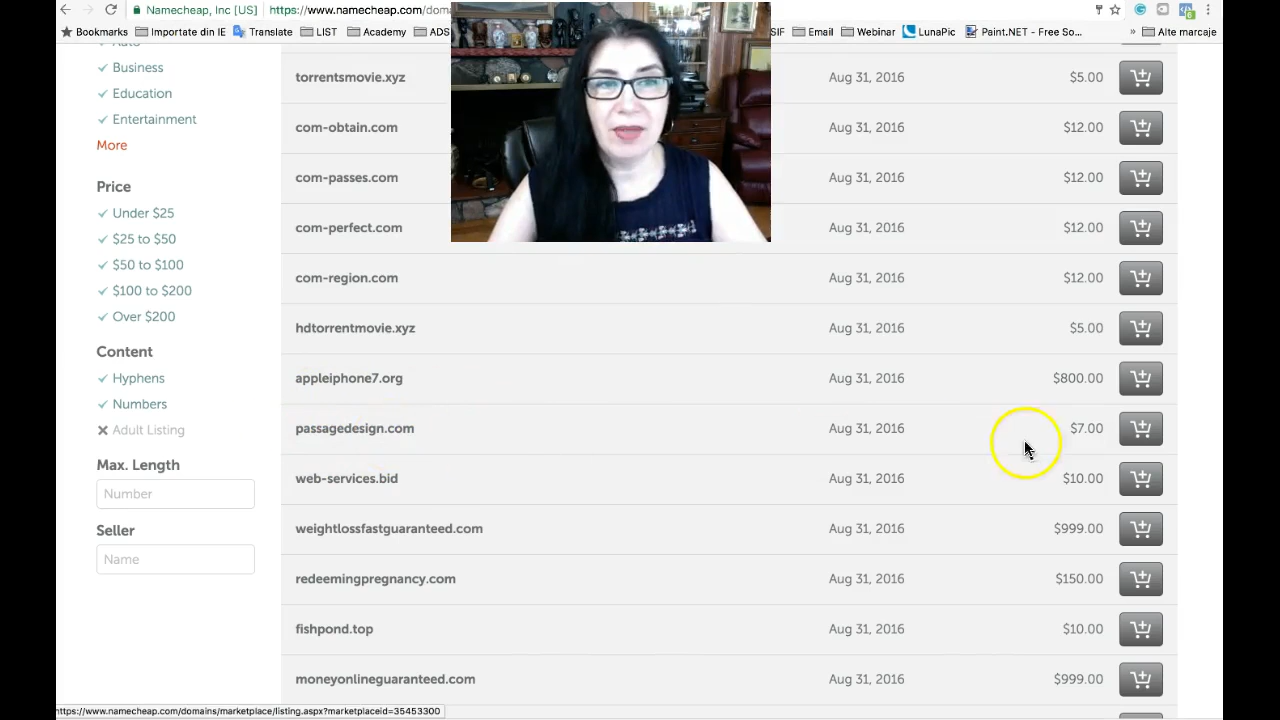 Namecheap, Inc [US] https://www.namecheap.com/dom
Bookmarks Importate din IE Translate LIST Academy ADS SIF Email Webinar LunaPic Paint.NET - Free So... » Alte marcaje
Auto
Business
Education
Entertainment
More
Price
Under $25
$25 to $50
$50 to $100
$100 to $200
Over $200
Content
Hyphens
Numbers
Adult Listing
Max. Length
Number
Seller
Name
torrentsmovie.xyz Aug 31, 2016 $5.00
com-obtain.com Aug 31, 2016 $12.00
com-passes.com Aug 31, 2016 $12.00
com-perfect.com Aug 31, 2016 $12.00
com-region.com Aug 31, 2016 $12.00
hdtorrentmovie.xyz Aug 31, 2016 $5.00
appleiphone7.org Aug 31, 2016 $800.00
passagedesign.com Aug 31, 2016 $7.00
web-services.bid Aug 31, 2016 $10.00
weightlossfastguaranteed.com Aug 31, 2016 $999.00
redeemingpregnancy.com Aug 31, 2016 $150.00
fishpond.top Aug 31, 2016 $10.00
moneyonlineguaranteed.com Aug 31, 2016 $999.00
https://www.namecheap.com/domains/marketplace/listing.aspx?marketplaceid=35453300